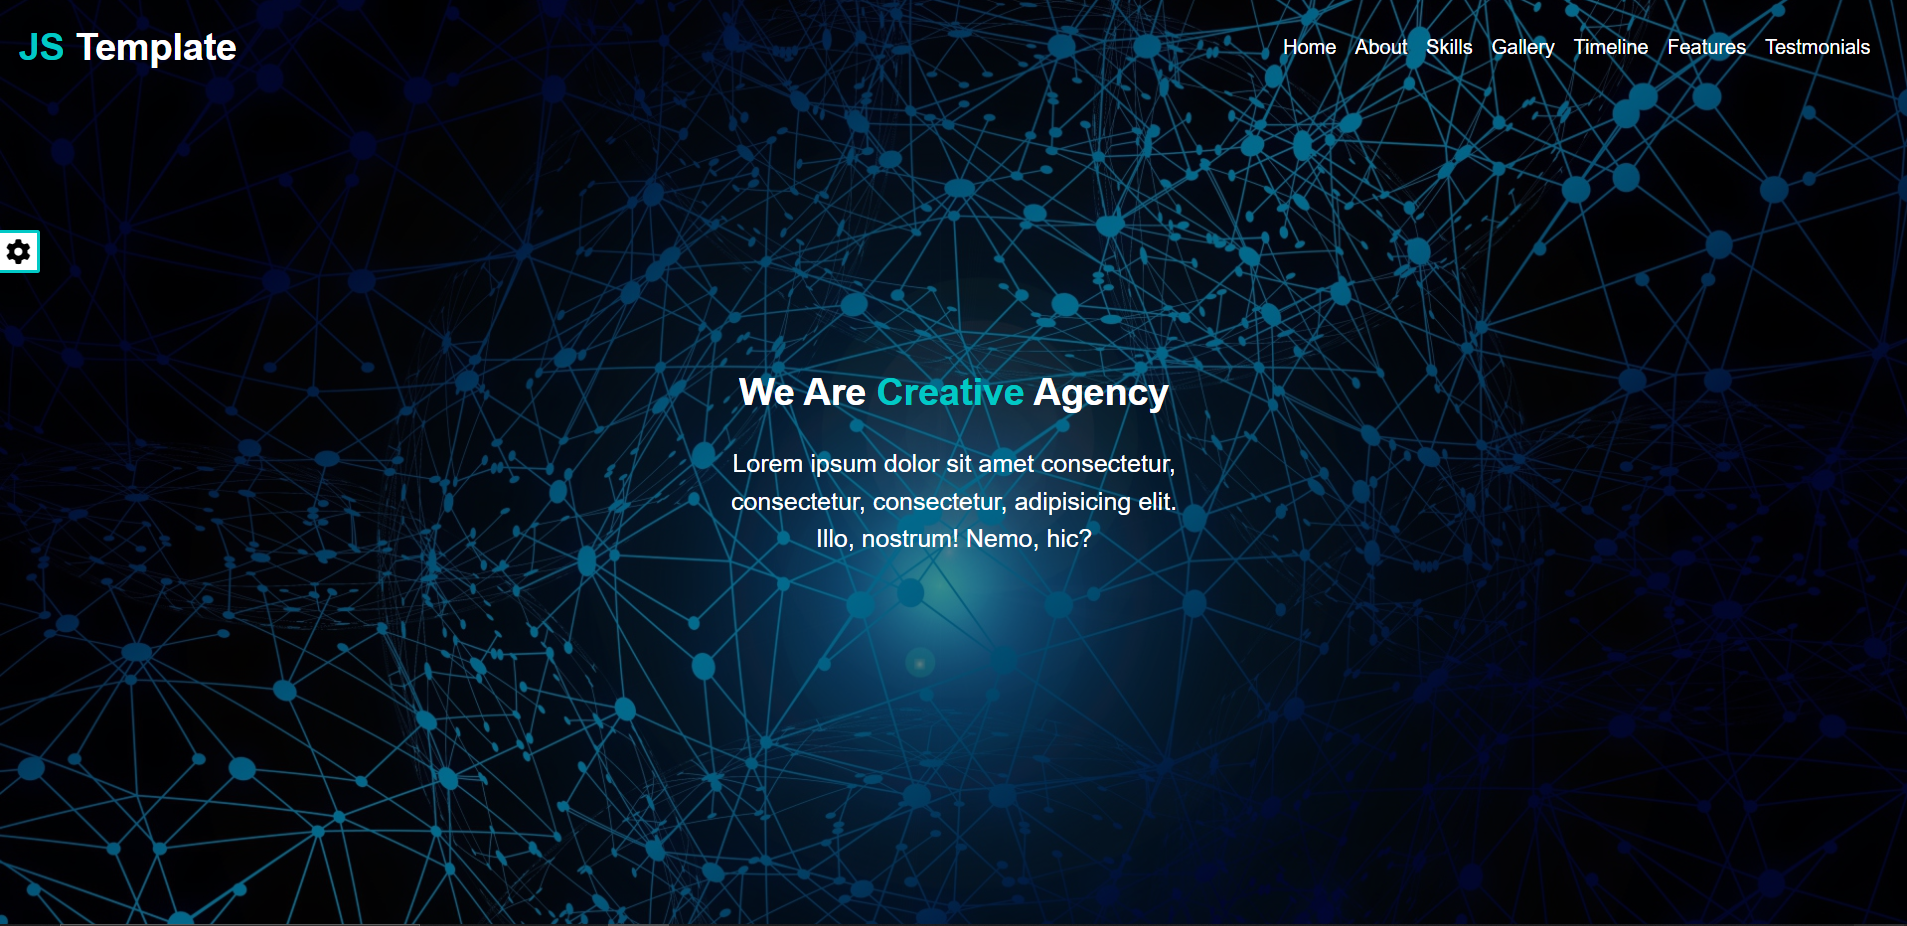 JS Template
Home About Skills Gallery Timeline Features Testmonials
We Are Creative Agency
Lorem ipsum dolor sit amet consectetur,
consectetur, consectetur, adipisicing elit.
Illo, nostrum! Nemo, hic?